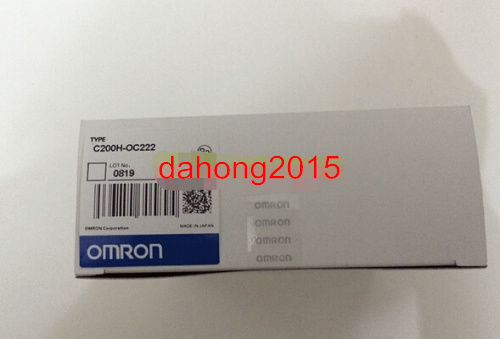 TYPE
C200H-OC222
LOT No.
0819
dahong2015
OMRON Corporation
MADE IN JAPAN
OMRON
OMRON
OMRON
OMRON
OMRON